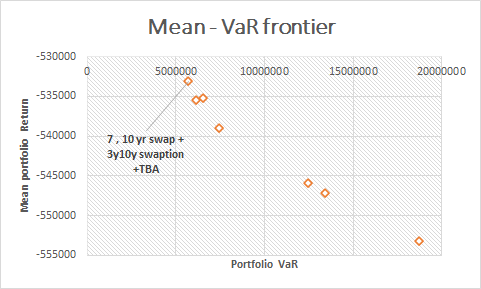 Mean - VaR frontier
-530000
0 5000000 10000000 15000000 20000000
-535000
-540000
-545000
-550000
-555000
7 , 10 yr swap +
3y10y swaption
+TBA
Mean portfolio Return
Portfolio VaR